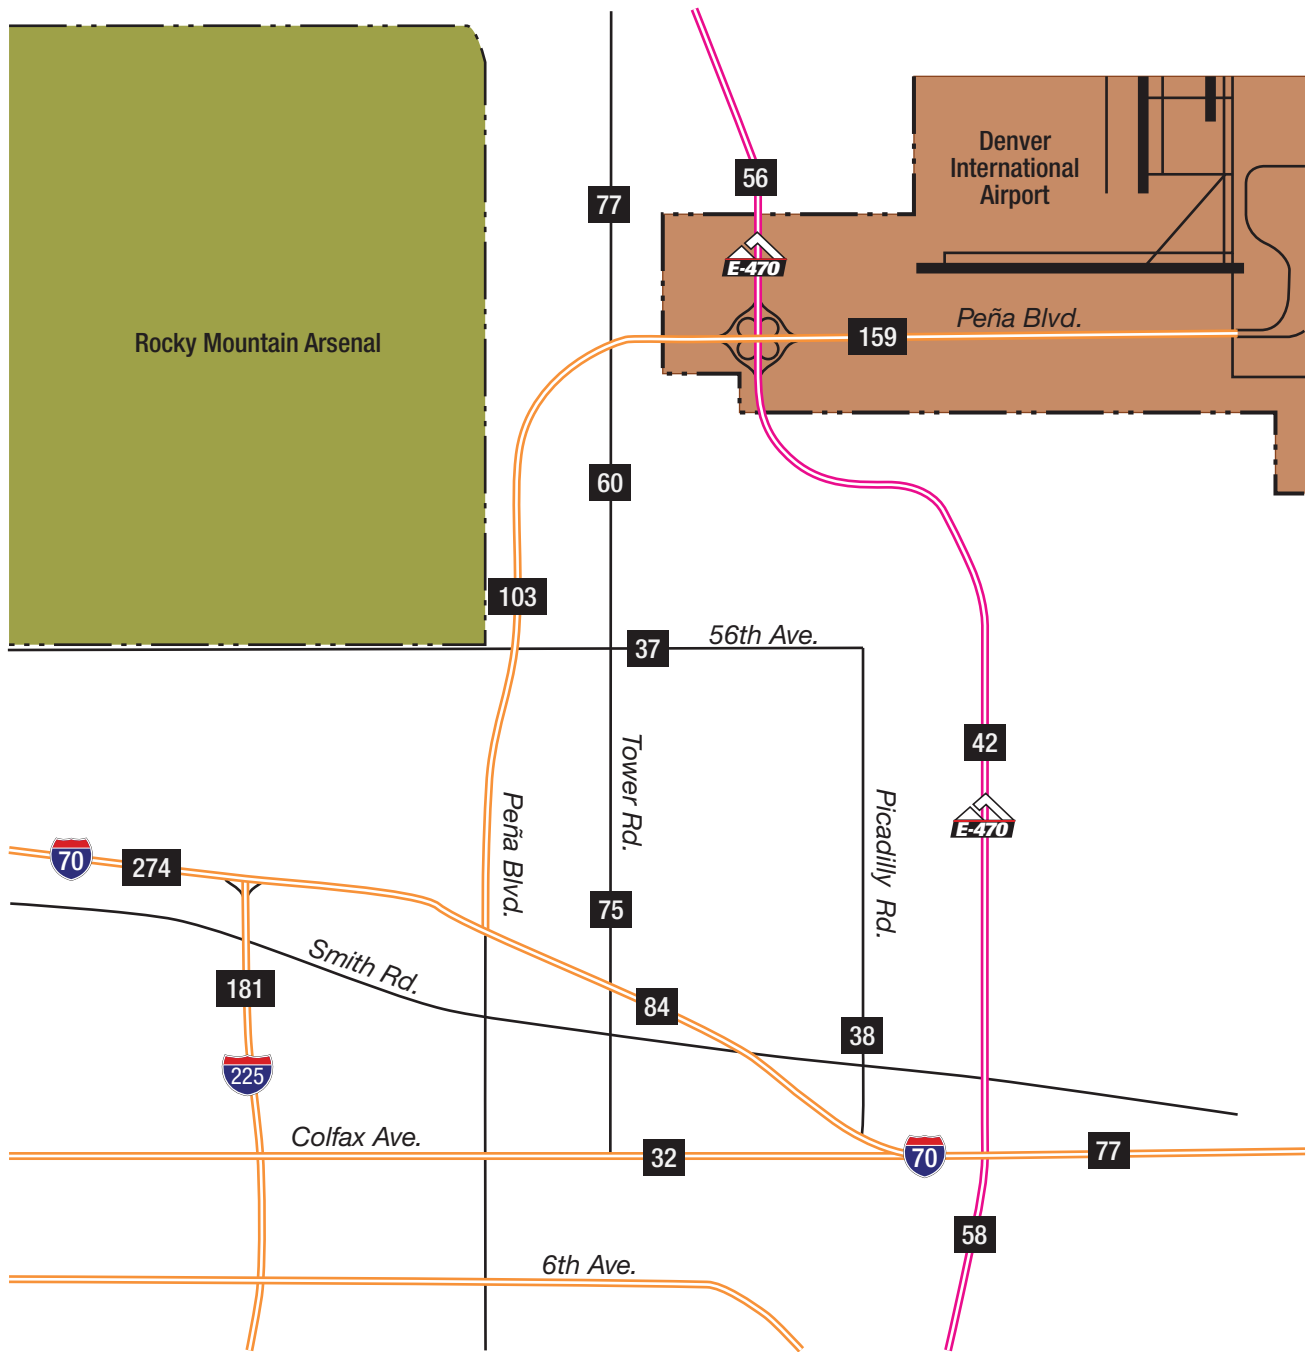 Denver
International
Airport
56
77
E-470
Peña Blvd.
159
Rocky Mountain Arsenal
60
103
56th Ave.
37
Tower Rd.
42
Peña Blvd.
Picadilly Rd.
E-470
70
274
75
Smith Rd.
181
84
38
225
Colfax Ave.
32
70
77
58
6th Ave.